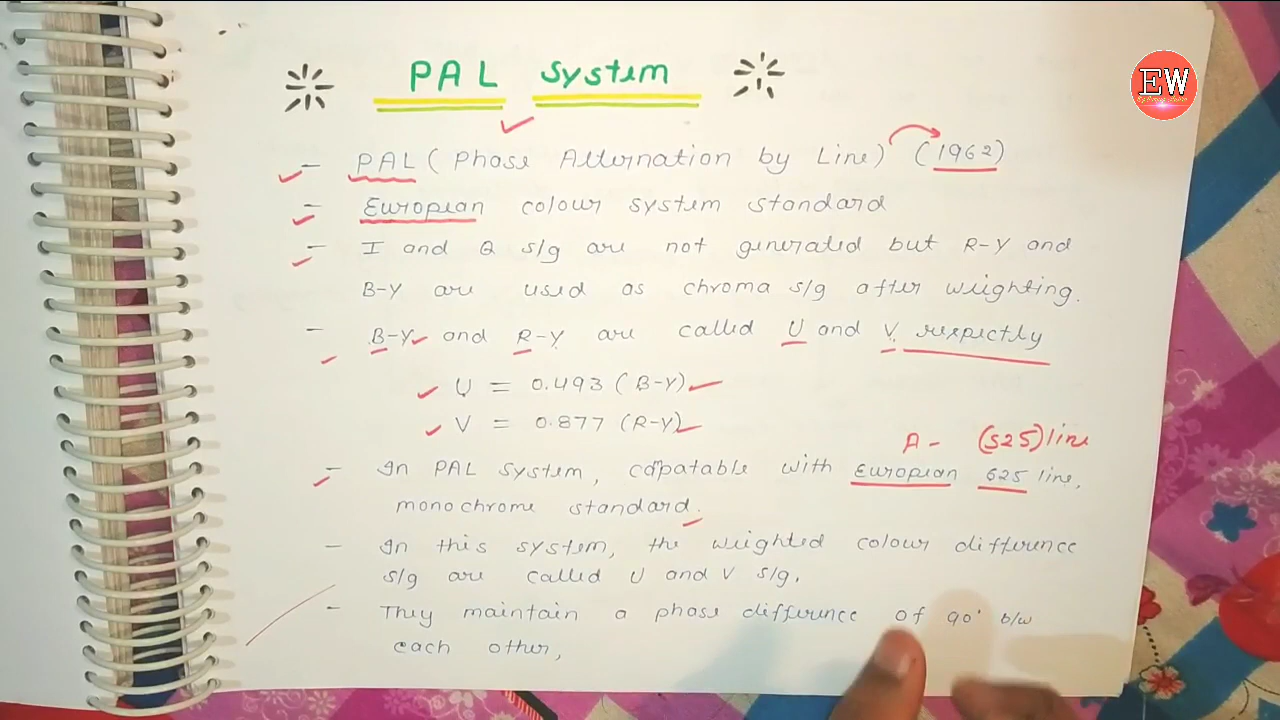 PAL System
EW
- PAL (Phase Alternation by Line) (1962)
- European colour system standard
- I and Q s/g are not generated but R-Y and
B-Y are used as chroma s/g after weighting.
- B-Y and R-Y are called U and V respectly
U = 0.493 (B-Y)
V = 0.877 (R-Y)
A - (525) line
- In PAL system, copatable with European 625 line,
monochrome standard.
- In this system, the weighted colour difference
s/g are called U and V s/g.
- They maintain a phase difference of 90° b/w
each other,